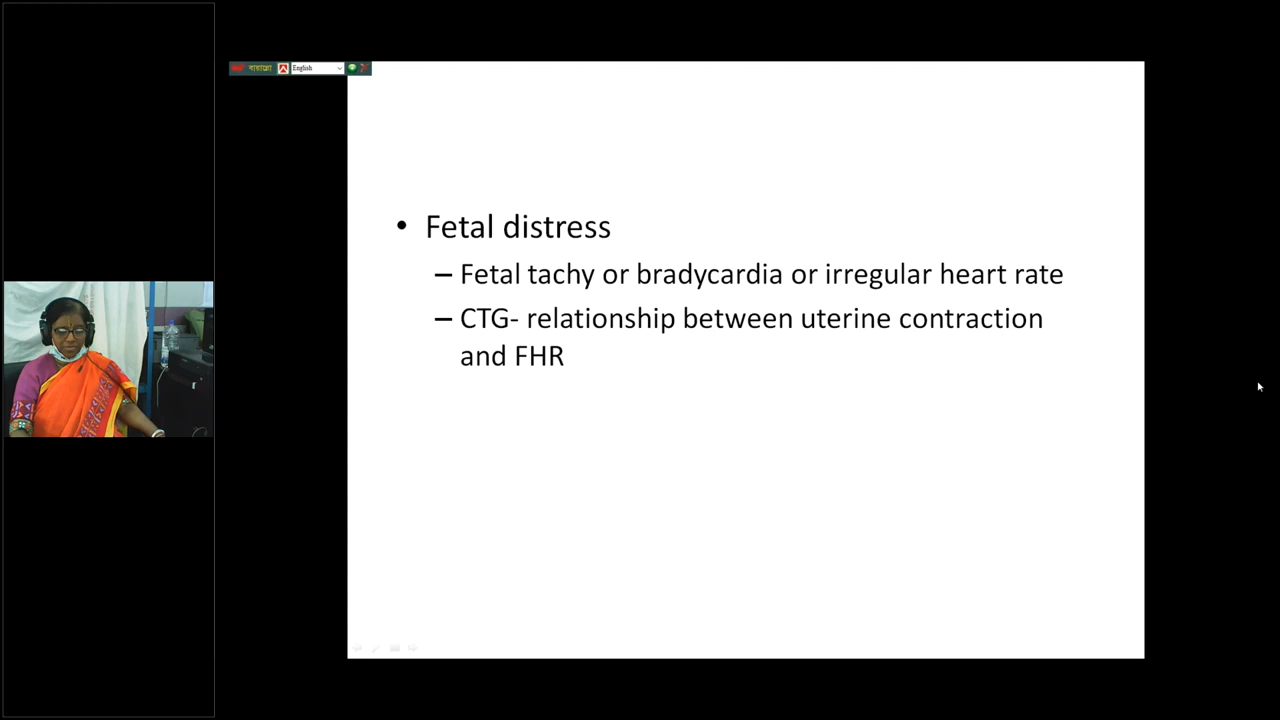 বায়ান্নো English
• Fetal distress
– Fetal tachy or bradycardia or irregular heart rate
– CTG- relationship between uterine contraction
and FHR